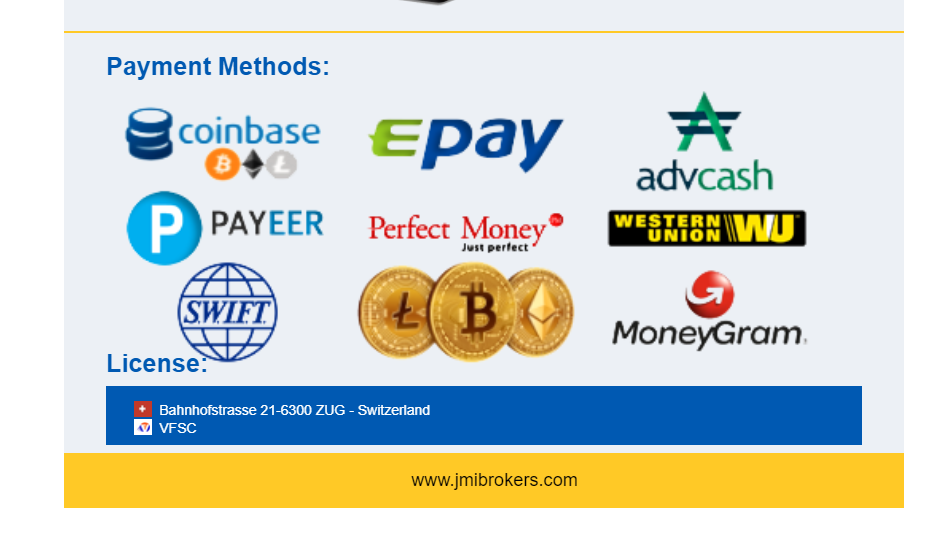 Payment Methods:
coinbase
Epay
advcash
P PAYEER
Perfect Money PM
Just perfect
WESTERN
UNION WU
S.W.I.F.T.
MoneyGram.
License:
Bahnhofstrasse 21-6300 ZUG - Switzerland
VFSC
www.jmibrokers.com